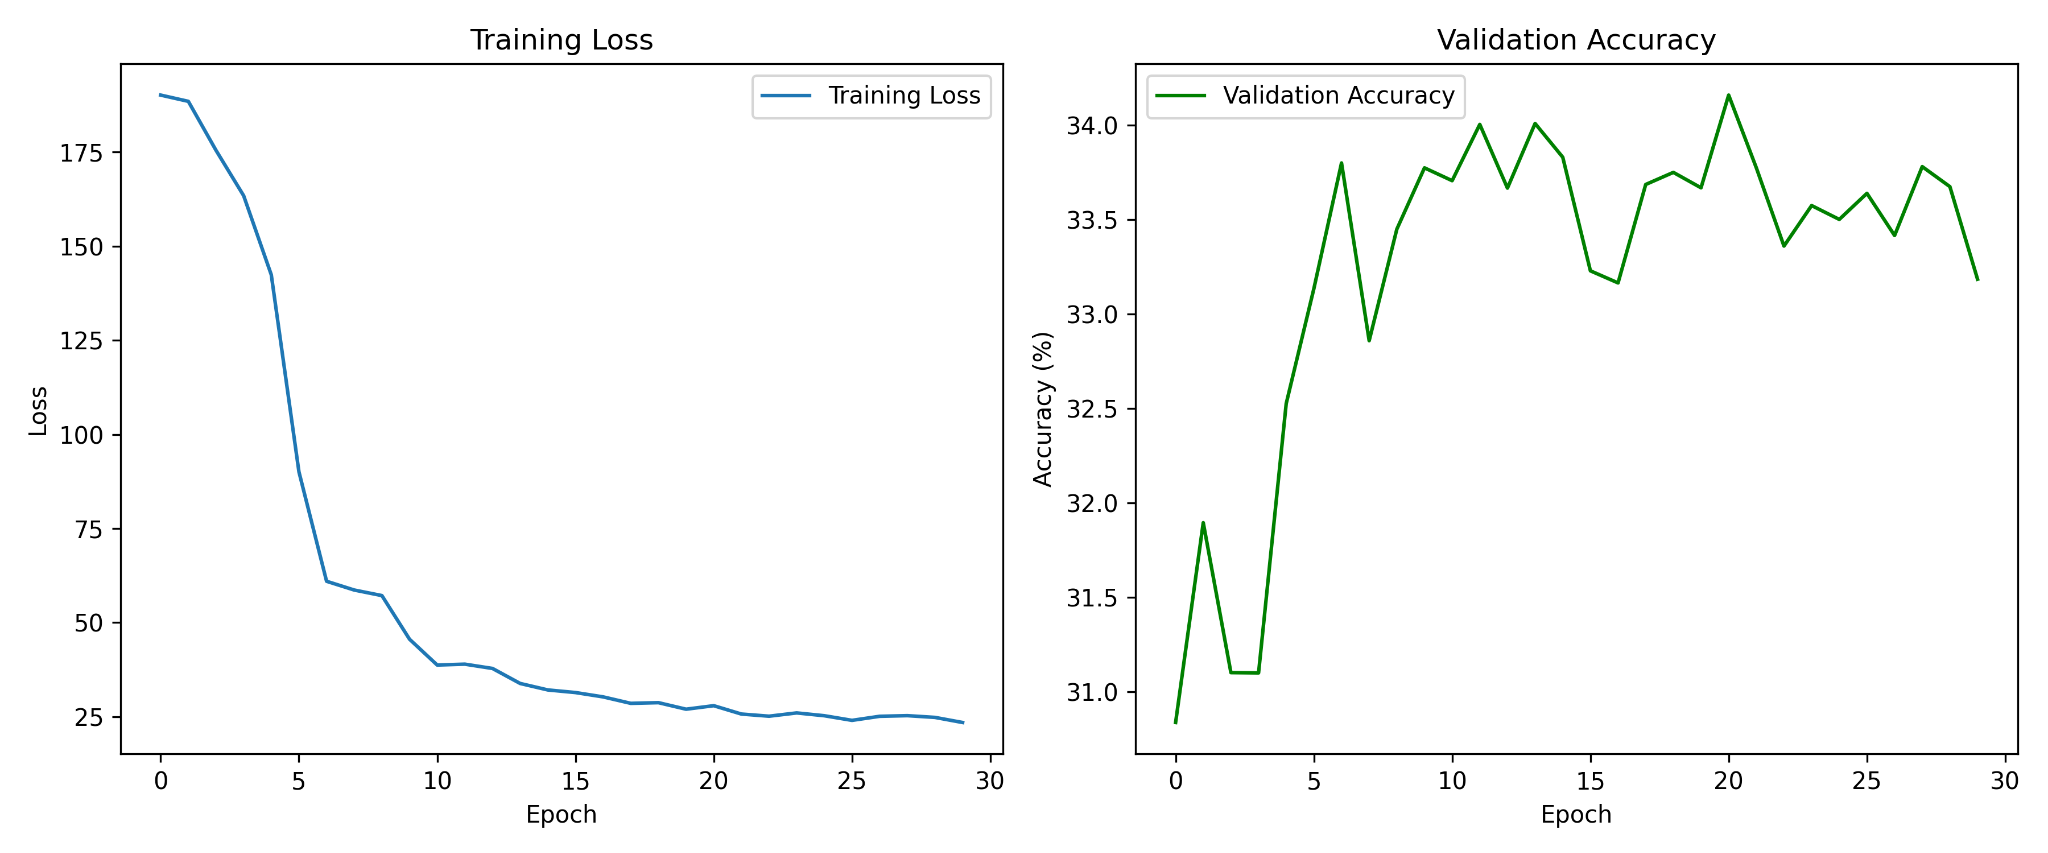 Training Loss
Training Loss
175
150
125
100
75
50
25
Loss
0 5 10 15 20 25 30
Epoch
Validation Accuracy
Validation Accuracy
34.0
33.5
33.0
32.5
32.0
31.5
31.0
Accuracy (%)
0 5 10 15 20 25 30
Epoch